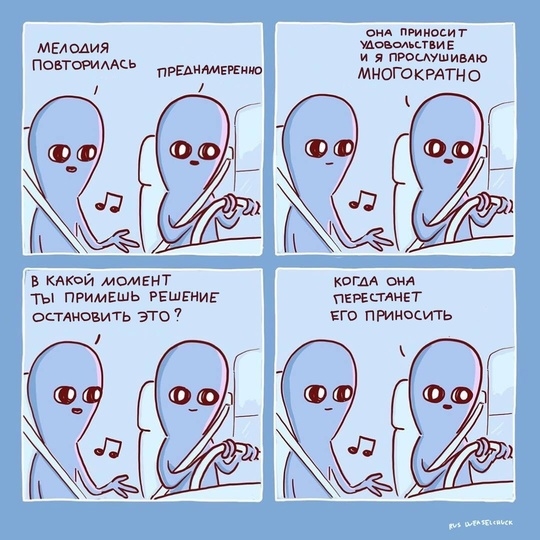 МЕЛОДИЯ
ПОВТОРИЛАСЬ
ПРЕДНАМЕРЕННО
ОНА ПРИНОСИТ
УДОВОЛЬСТВИЕ
И Я ПРОСЛУШИВАЮ
МНОГОКРАТНО
В КАКОЙ МОМЕНТ
ТЫ ПРИМЕШЬ РЕШЕНИЕ
ОСТАНОВИТЬ ЭТО?
КОГДА ОНА
ПЕРЕСТАНЕТ
ЕГО ПРИНОСИТЬ